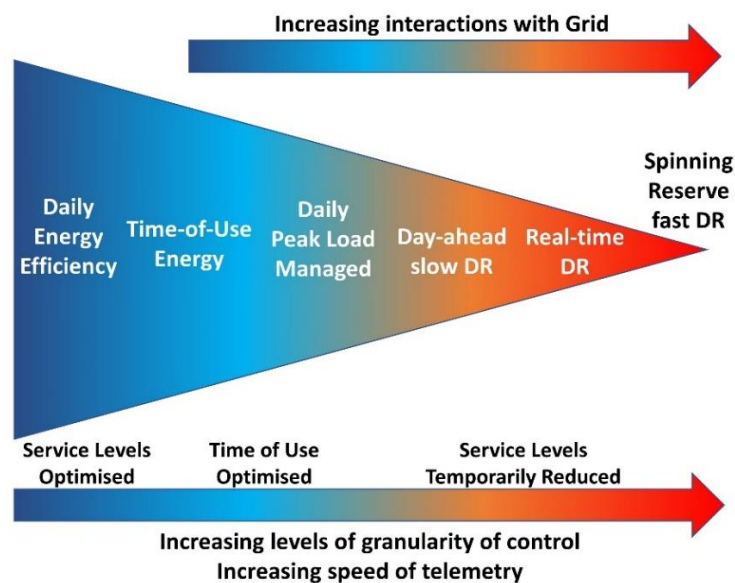 Increasing interactions with Grid
Spinning
Reserve
fast DR
Daily
Energy
Efficiency
Time-of-Use
Energy
Daily
Peak Load
Managed
Day-ahead
slow DR
Real-time
DR
Service Levels
Optimised
Time of Use
Optimised
Service Levels
Temporarily Reduced
Increasing levels of granularity of control
Increasing speed of telemetry